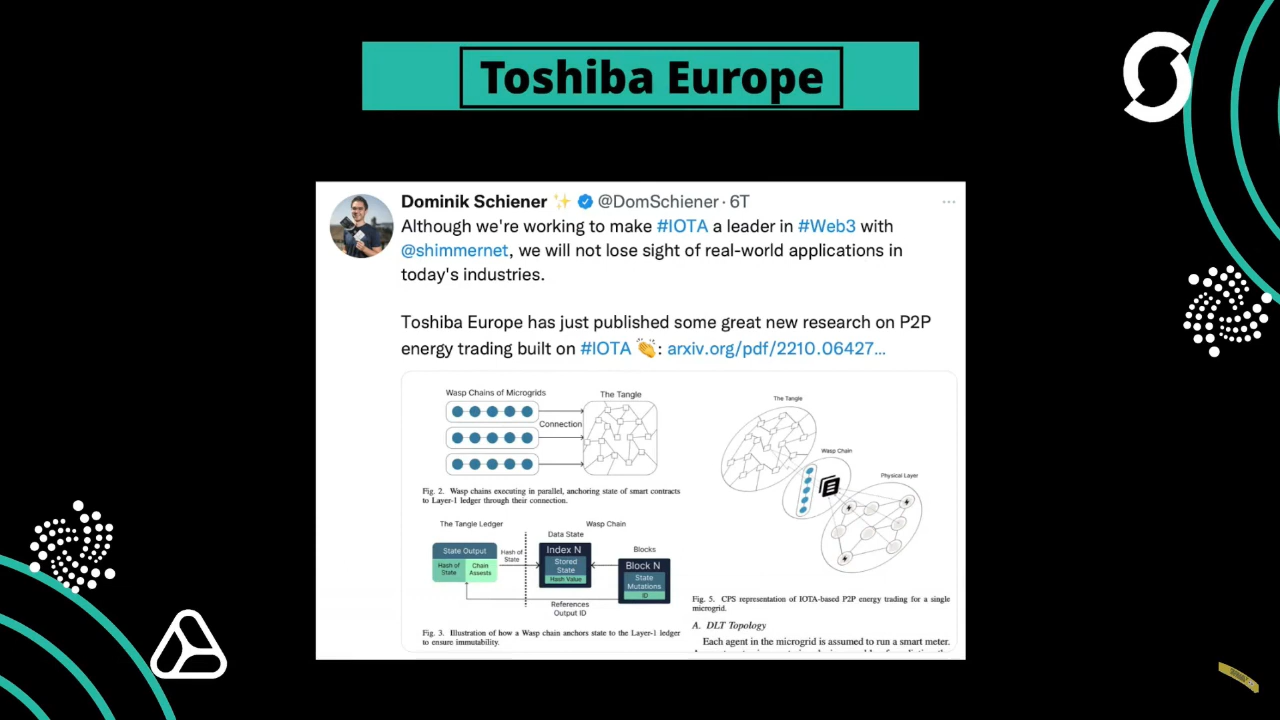 Toshiba Europe
Dominik Schiener ✨ @DomSchiener · 6T
Although we're working to make #IOTA a leader in #Web3 with
@shimmernet, we will not lose sight of real-world applications in
today's industries.
Toshiba Europe has just published some great new research on P2P
energy trading built on #IOTA 👏: arxiv.org/pdf/2210.06427...
Wasp Chains of Microgrids
The Tangle
Connection
Fig. 2. Wasp chains executing in parallel, anchoring state of smart contracts
to Layer-1 ledger through their connection.
The Tangle Ledger
Wasp Chain
Data State
Blocks
State Output
Hash of
State
Chain
Assests
Hash of
State
Index N
Stored
State
Hash Value
Block N
State
Mutations
ID
References
Output ID
Fig. 3. Illustration of how a Wasp chain anchors state to the Layer-1 ledger
to ensure immutability.
The Tangle
Wasp Chain
Physical Layer
Fig. 5. CPS representation of IOTA-based P2P energy trading for a single
microgrid.
A. DLT Topology
Each agent in the microgrid is assumed to run a smart meter.